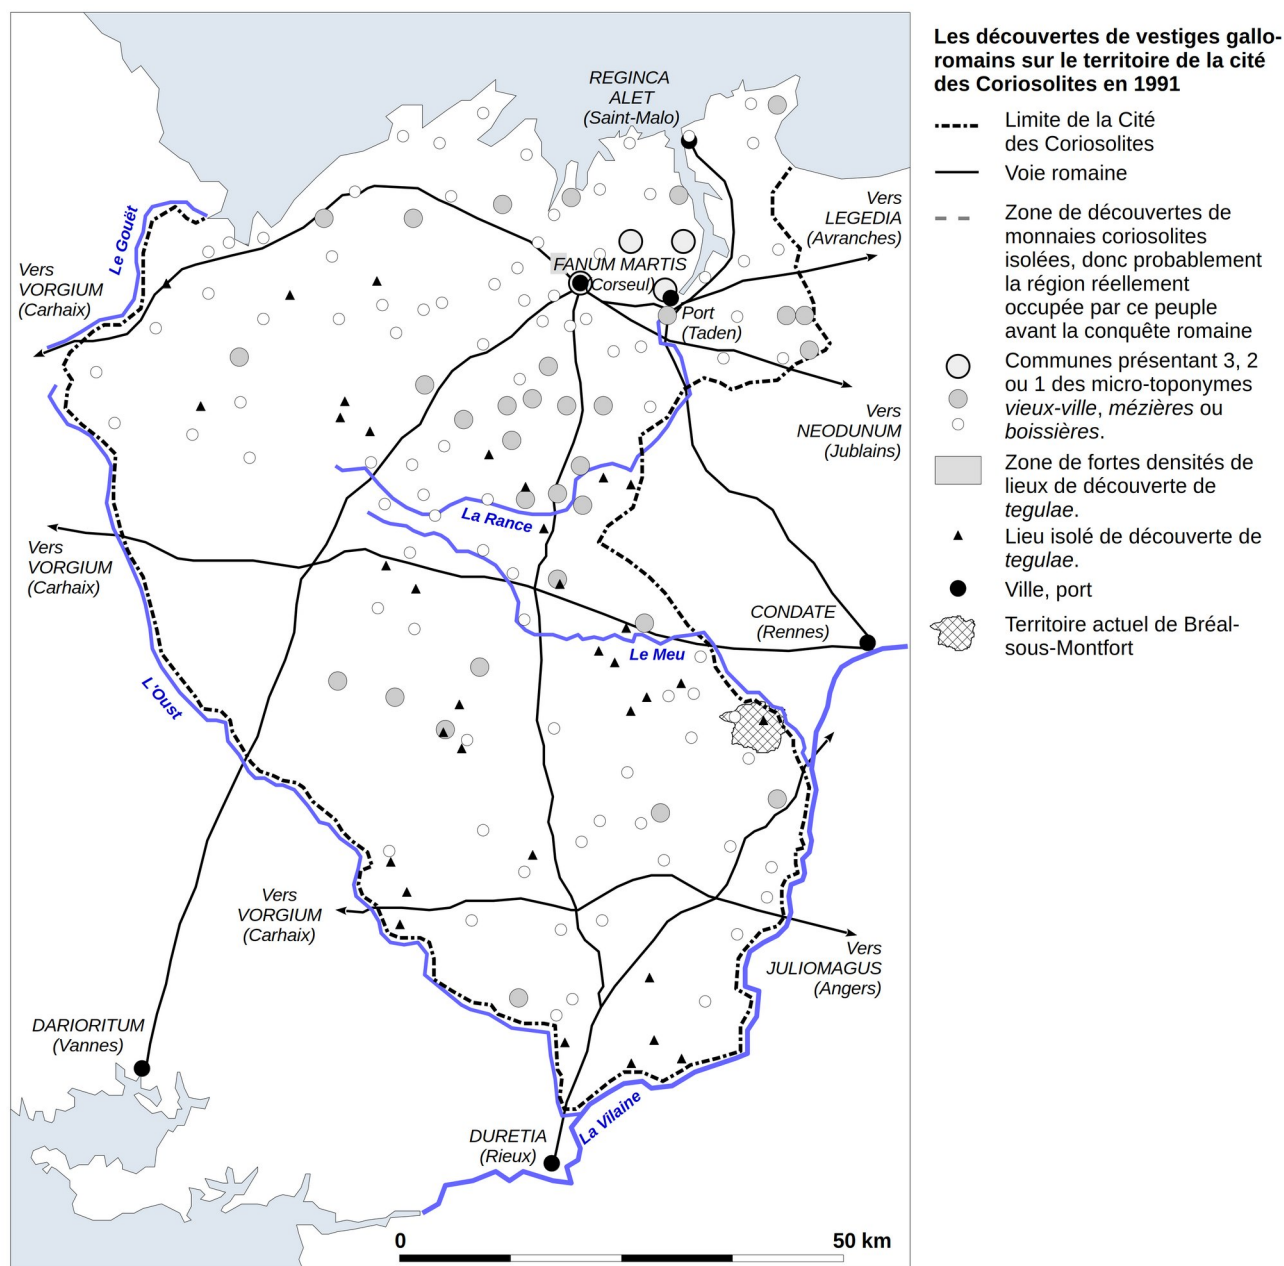 REGINCA
ALET
(Saint-Malo)
Le Gouët
Vers
VORGIUM
(Carhaix)
Vers
LEGEDIA
(Avranches)
FANUM MARTIS
(Corseul)
Port
(Taden)
Vers
NEODUNUM
(Jublains)
La Rance
Vers
VORGIUM
(Carhaix)
CONDATE
(Rennes)
Le Meu
L'Oust
Vers
VORGIUM
(Carhaix)
Vers
JULIOMAGUS
(Angers)
DARIORITUM
(Vannes)
DURETIA
(Rieux)
La Vilaine
0
50 km
Les découvertes de vestiges gallo-
romains sur le territoire de la cité
des Coriosolites en 1991
Limite de la Cité
des Coriosolites
Voie romaine
Zone de découvertes de
monnaies coriosolites
isolées, donc probablement
la région réellement
occupée par ce peuple
avant la conquête romaine
Communes présentant 3, 2
ou 1 des micro-toponymes
vieux-ville, mézières ou
boissières.
Zone de fortes densités de
lieux de découverte de
tegulae.
Lieu isolé de découverte de
tegulae.
Ville, port
Territoire actuel de Bréal-
sous-Montfort